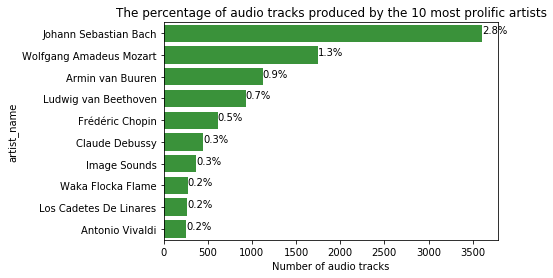 The percentage of audio tracks produced by the 10 most prolific artists
artist_name
Johann Sebastian Bach 2.8%
Wolfgang Amadeus Mozart 1.3%
Armin van Buuren 0.9%
Ludwig van Beethoven 0.7%
Frédéric Chopin 0.5%
Claude Debussy 0.3%
Image Sounds 0.3%
Waka Flocka Flame 0.2%
Los Cadetes De Linares 0.2%
Antonio Vivaldi 0.2%
0 500 1000 1500 2000 2500 3000 3500
Number of audio tracks